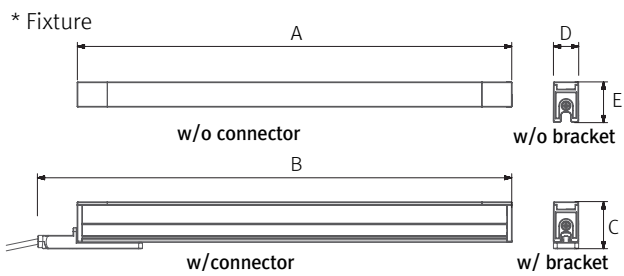 * Fixture
A
D
E
w/o connector
w/o bracket
B
C
w/connector
w/ bracket